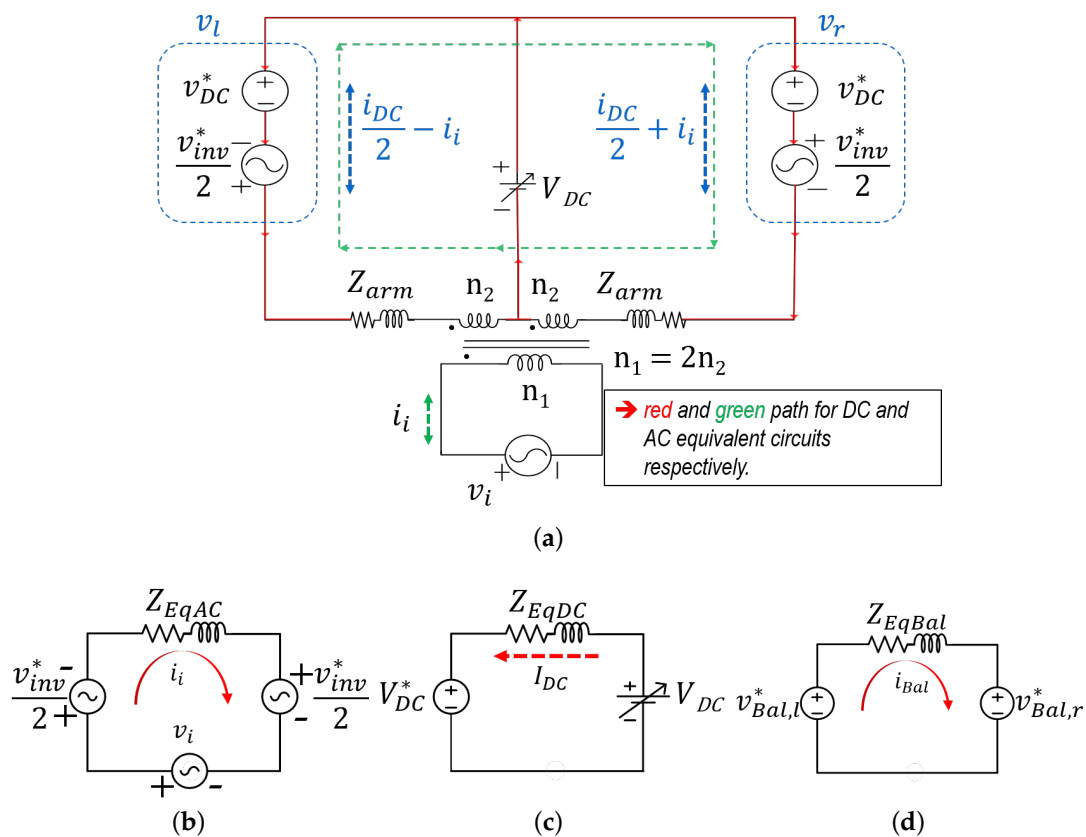 v_l
v_r
+
−
v*_DC
−
v*_inv/2
+
i_DC/2 − i_i
i_DC/2 + i_i
+
−
V_DC
+
−
v*_DC
+
v*_inv/2
−
Z_arm
n_2
n_2
Z_arm
n_1 = 2n_2
n_1
i_i
+
−
v_i
➔ red and green path for DC and
AC equivalent circuits
respectively.
(a)
Z_EqAC
v*_inv/2
-
+
i_i
+
-
v*_inv/2
v_i
+
-
(b)
Z_EqDC
I_DC
V*_DC
+
−
+
−
V_DC
(c)
Z_EqBal
i_Bal
v*_Bal,l
+
−
+
−
v*_Bal,r
(d)